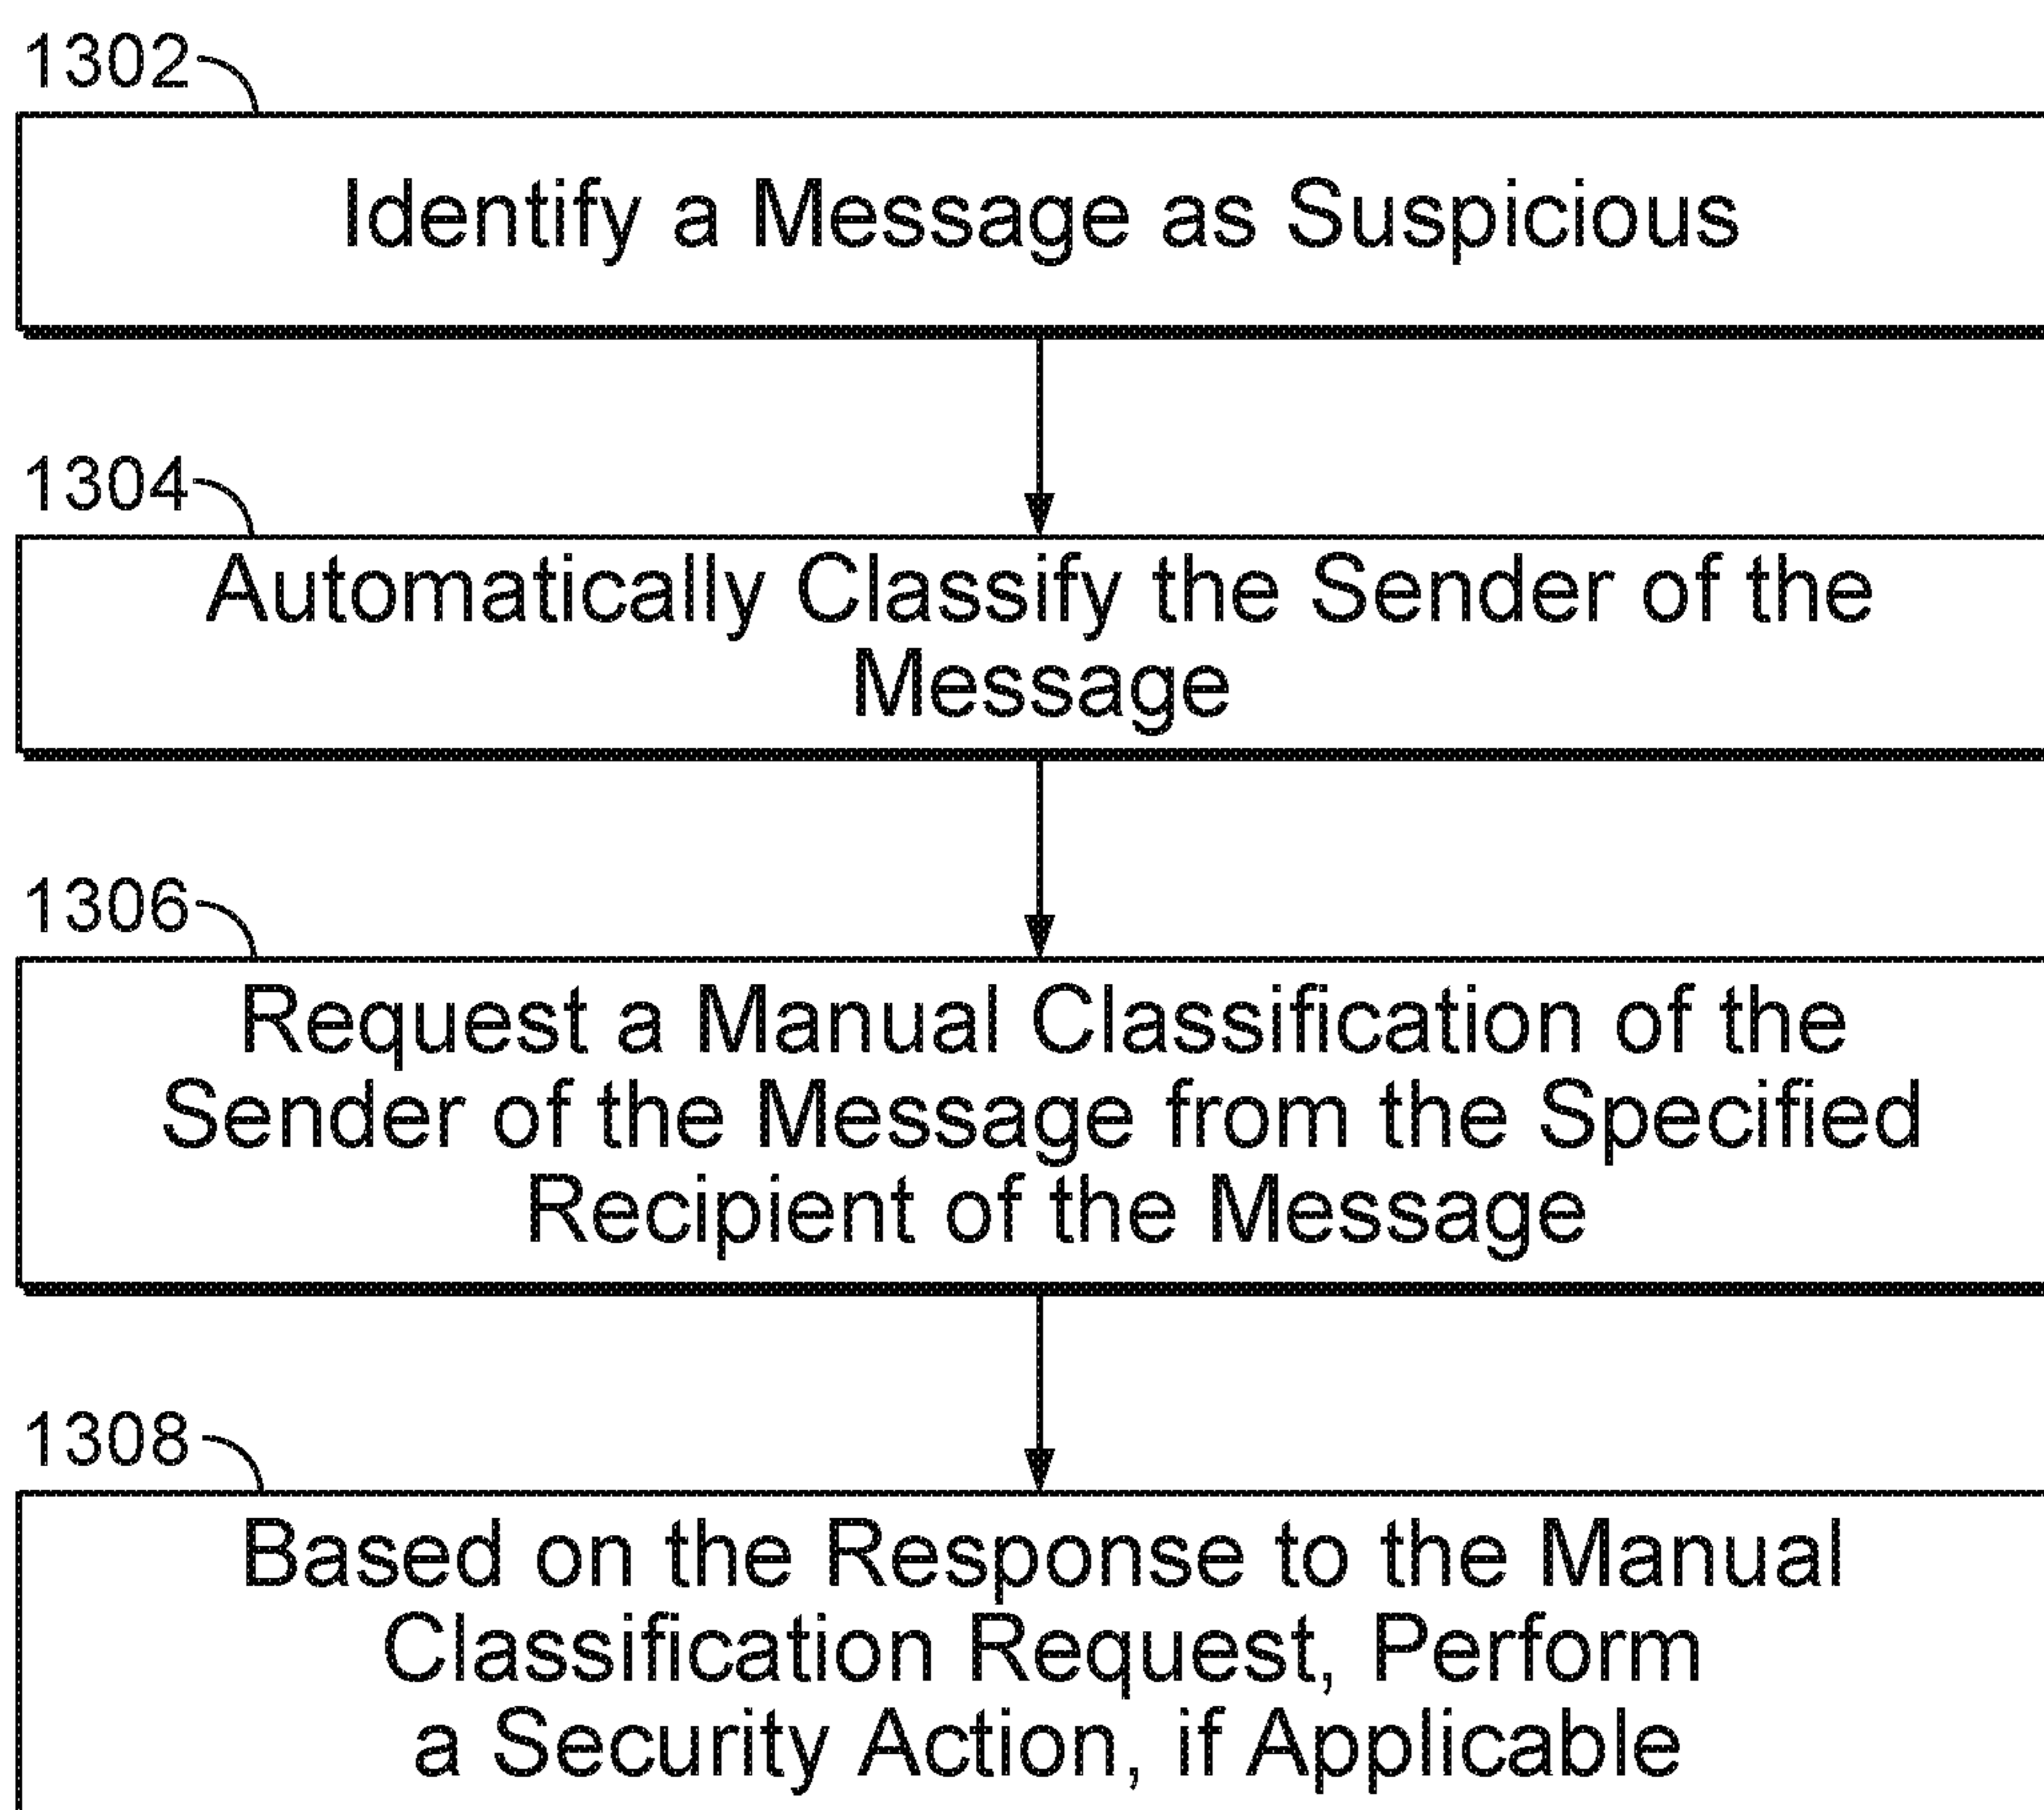 1302
Identify a Message as Suspicious
1304
Automatically Classify the Sender of the
Message
1306
Request a Manual Classification of the
Sender of the Message from the Specified
Recipient of the Message
1308
Based on the Response to the Manual
Classification Request, Perform
a Security Action, if Applicable